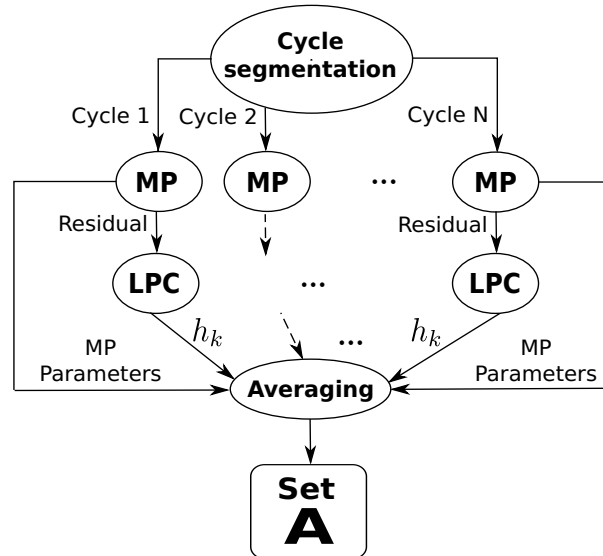 Cycle
segmentation
Cycle 1
Cycle 2
Cycle N
MP
MP
...
MP
Residual
Residual
LPC
...
LPC
h_k
...
h_k
MP
Parameters
MP
Parameters
Averaging
Set
A